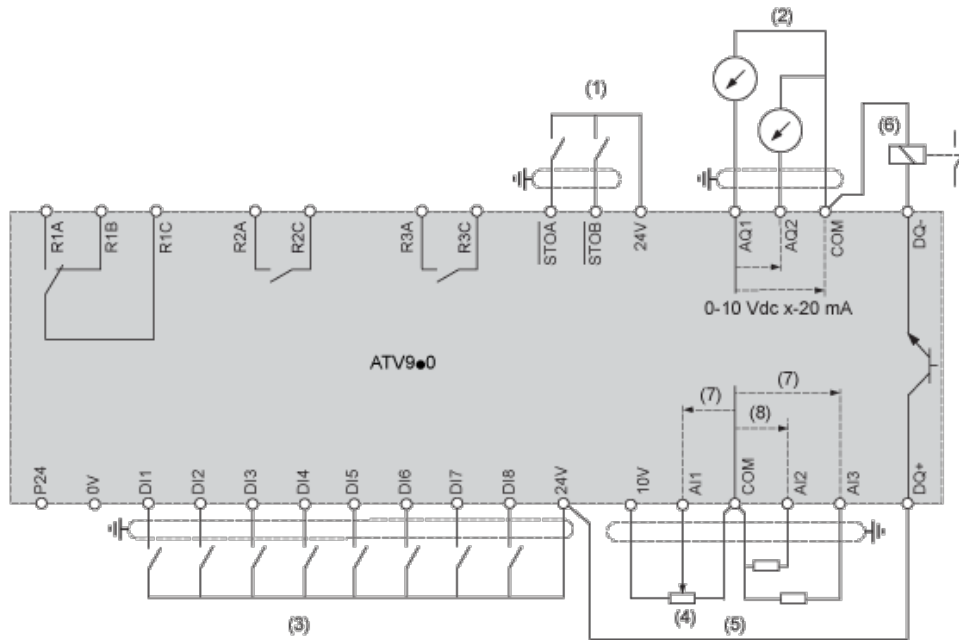 (2)
(1)
(6)
R1A
R1B
R1C
R2A
R2C
R3A
R3C
STOA
STOB
24V
AQ1
AQ2
COM
DQ-
0-10 Vdc x-20 mA
ATV9●0
(7)
(7)
(8)
P24
0V
DI1
DI2
DI3
DI4
DI5
DI6
DI7
DI8
24V
10V
AI1
COM
AI2
AI3
DQ+
(3)
(4)
(5)